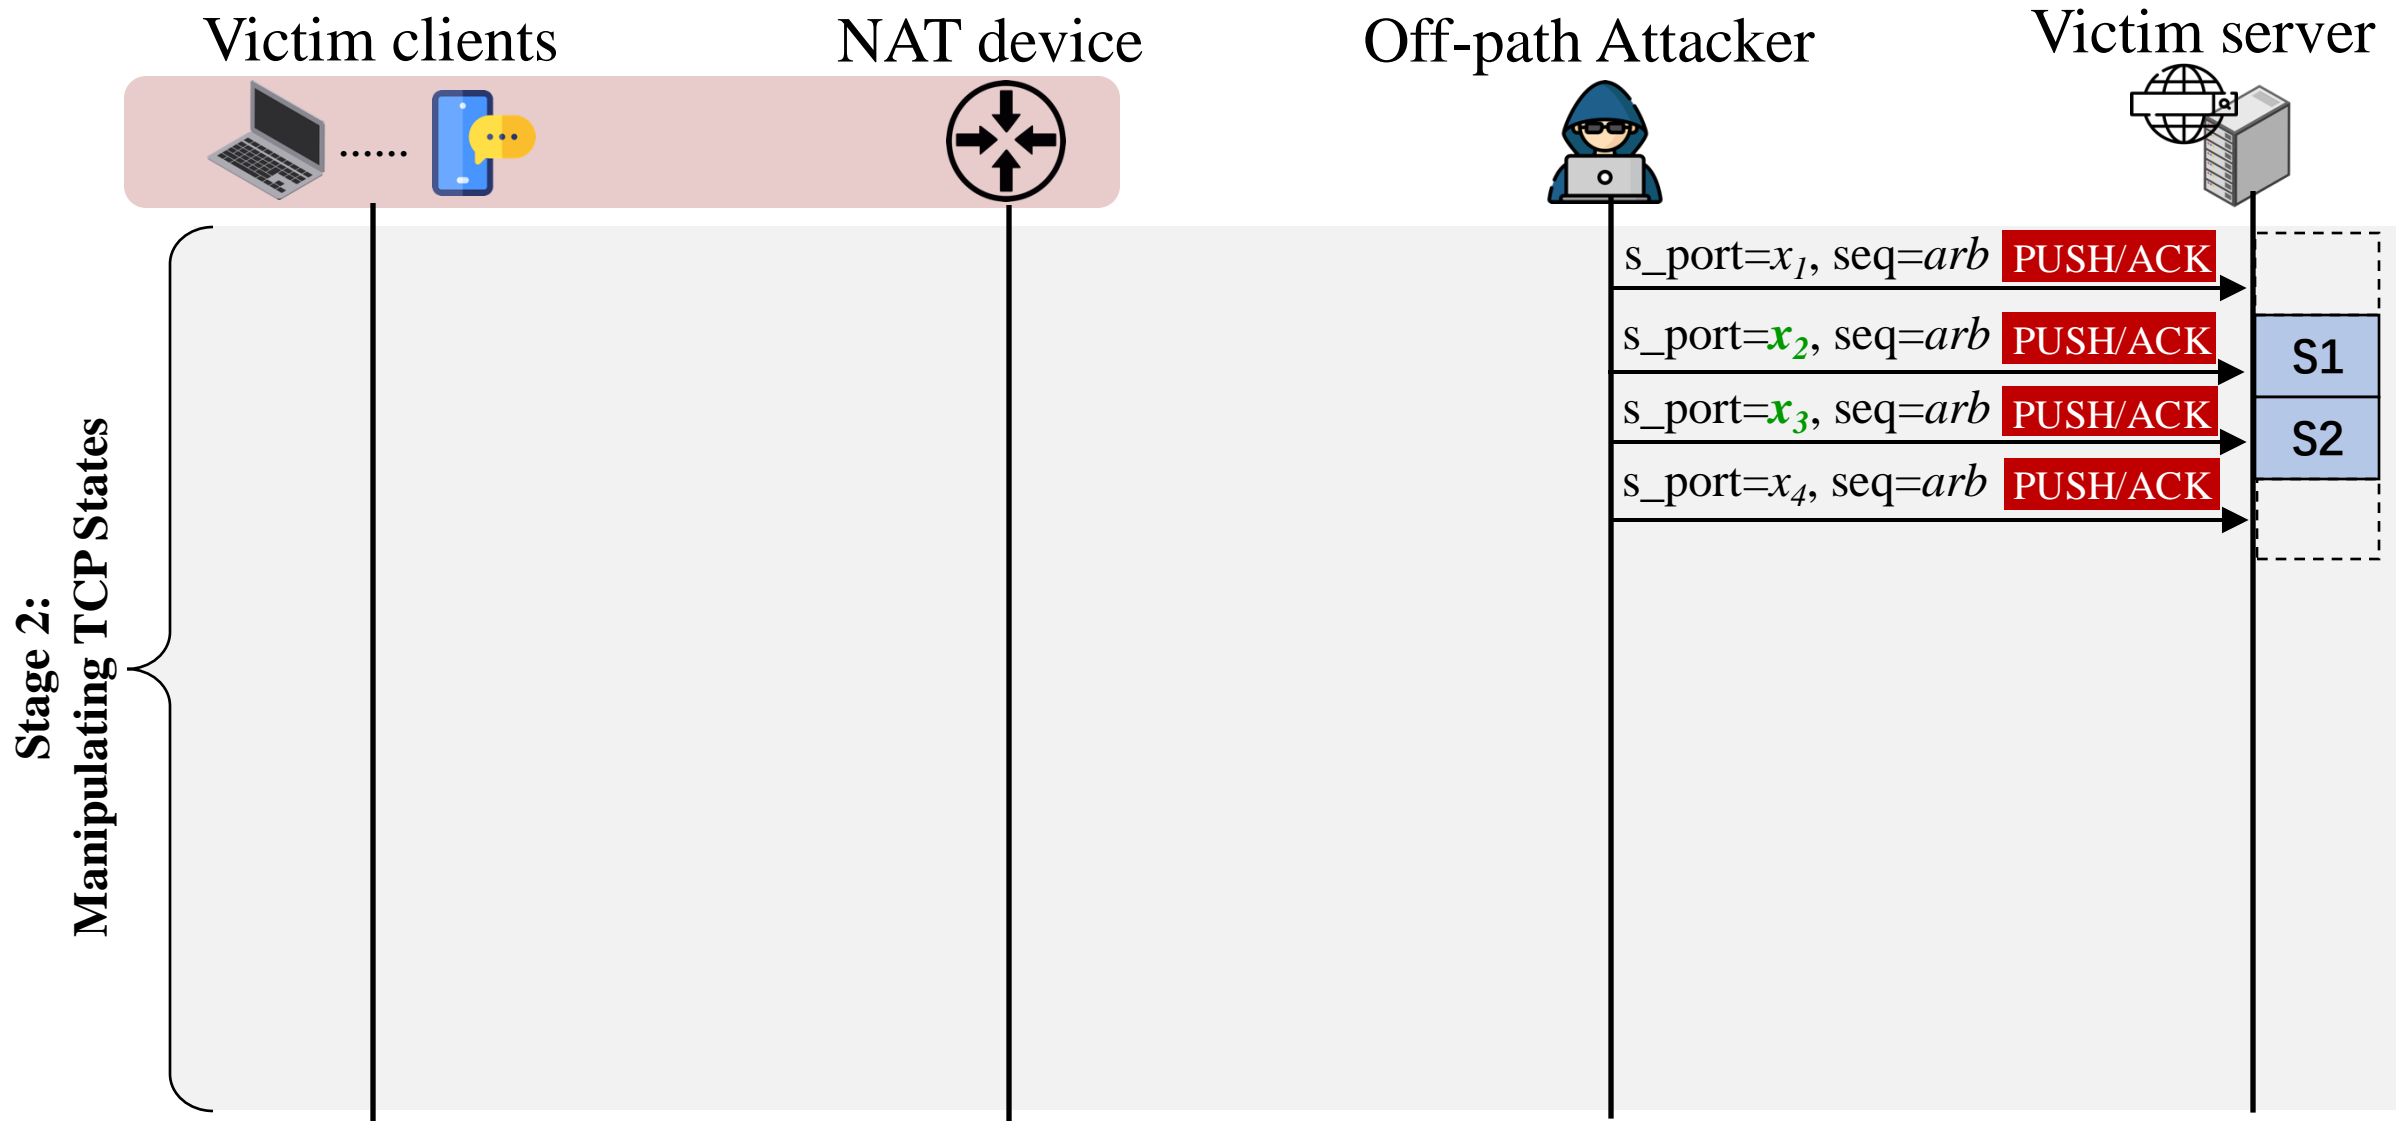 Victim clients
NAT device
Off-path Attacker
Victim server
s_port=x₁, seq=arb PUSH/ACK
s_port=x₂, seq=arb PUSH/ACK
S1
s_port=x₃, seq=arb PUSH/ACK
S2
s_port=x₄, seq=arb PUSH/ACK
Stage 2:
Manipulating TCP States